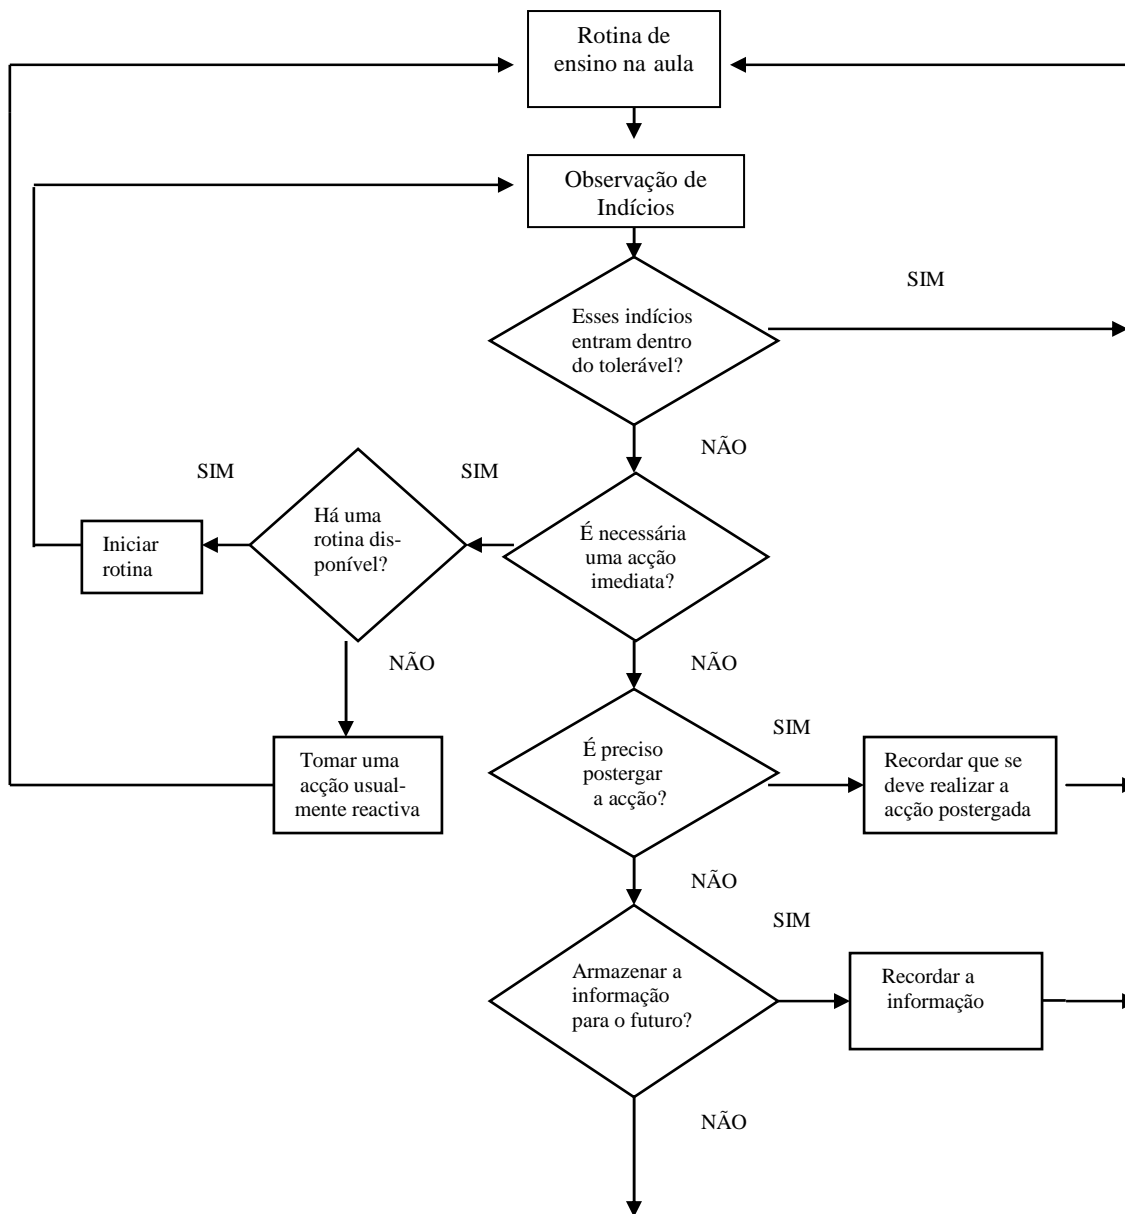 Rotina de
ensino na aula
Observação de
Indícios
SIM
Esses indícios
entram dentro
do tolerável?
NÃO
SIM
SIM
Há uma
rotina dis-
ponível?
É necessária
uma acção
imediata?
Iniciar
rotina
NÃO
NÃO
SIM
Tomar uma
acção usual-
mente reactiva
É preciso
postergar
a acção?
Recordar que se
deve realizar a
acção postergada
NÃO
SIM
Armazenar a
informação
para o futuro?
Recordar a
informação
NÃO